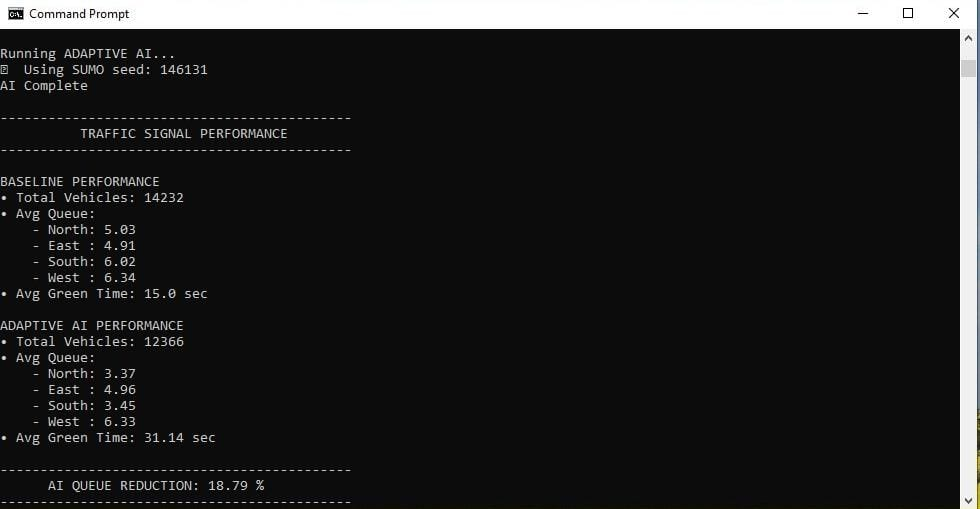 Command Prompt
Running ADAPTIVE AI...
Using SUMO seed: 146131
AI Complete
--------------------------------------------
TRAFFIC SIGNAL PERFORMANCE
--------------------------------------------
BASELINE PERFORMANCE
• Total Vehicles: 14232
• Avg Queue:
- North: 5.03
- East : 4.91
- South: 6.02
- West : 6.34
• Avg Green Time: 15.0 sec
ADAPTIVE AI PERFORMANCE
• Total Vehicles: 12366
• Avg Queue:
- North: 3.37
- East : 4.96
- South: 3.45
- West : 6.33
• Avg Green Time: 31.14 sec
--------------------------------------------
AI QUEUE REDUCTION: 18.79 %
--------------------------------------------